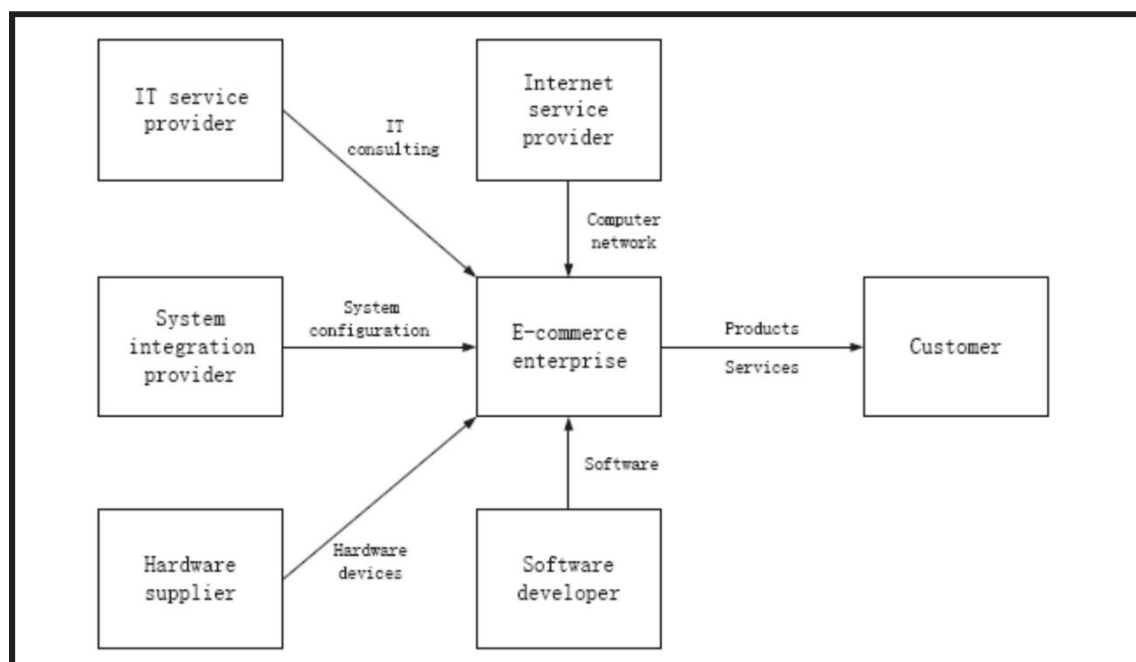 IT service
provider
IT
consulting
Internet
service
provider
Computer
network
System
integration
provider
System
configuration
E-commerce
enterprise
Products
Services
Customer
Hardware
supplier
Hardware
devices
Software
Software
developer